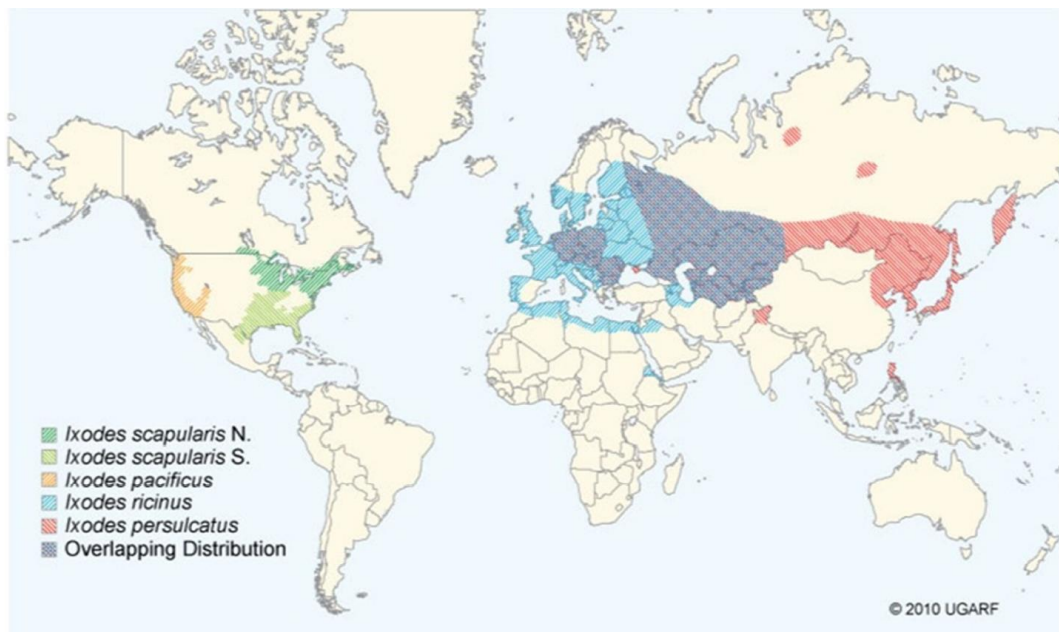 Ixodes scapularis N.
Ixodes scapularis S.
Ixodes pacificus
Ixodes ricinus
Ixodes persulcatus
Overlapping Distribution
© 2010 UGARF